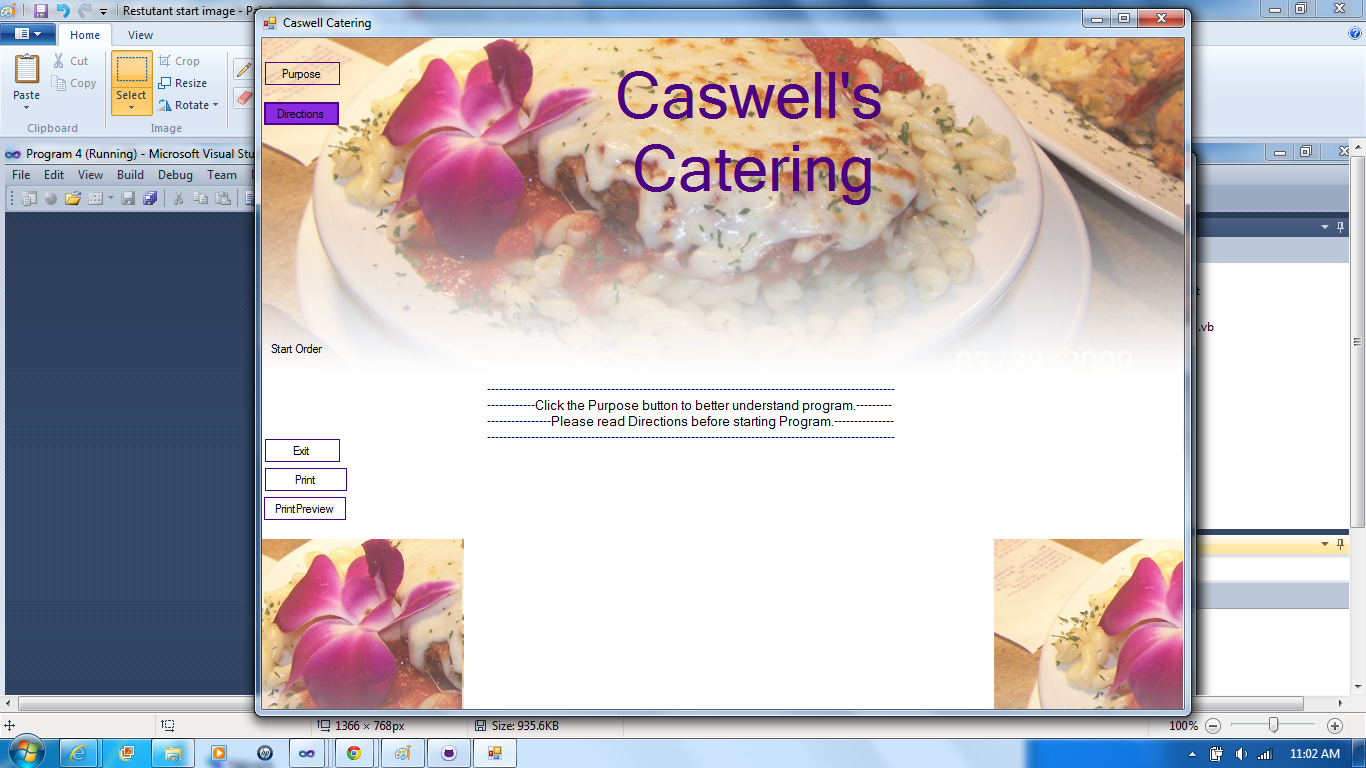 Restutant start image - Paint
Caswell Catering
Home
View
Paste
Cut
Copy
Clipboard
Select
Crop
Resize
Rotate
Image
Program 4 (Running) - Microsoft Visual Stu
File Edit View Build Debug Team
Purpose
Directions
Caswell's
Catering
Start Order
03/28/2009
---------------------------------------------------------------------------------------------------
------------Click the Purpose button to better understand program.---------
----------------Please read Directions before starting Program.---------------
---------------------------------------------------------------------------------------------------
Exit
Print
PrintPreview
.vb
1366 × 768px
Size: 935.6KB
100%
11:02 AM